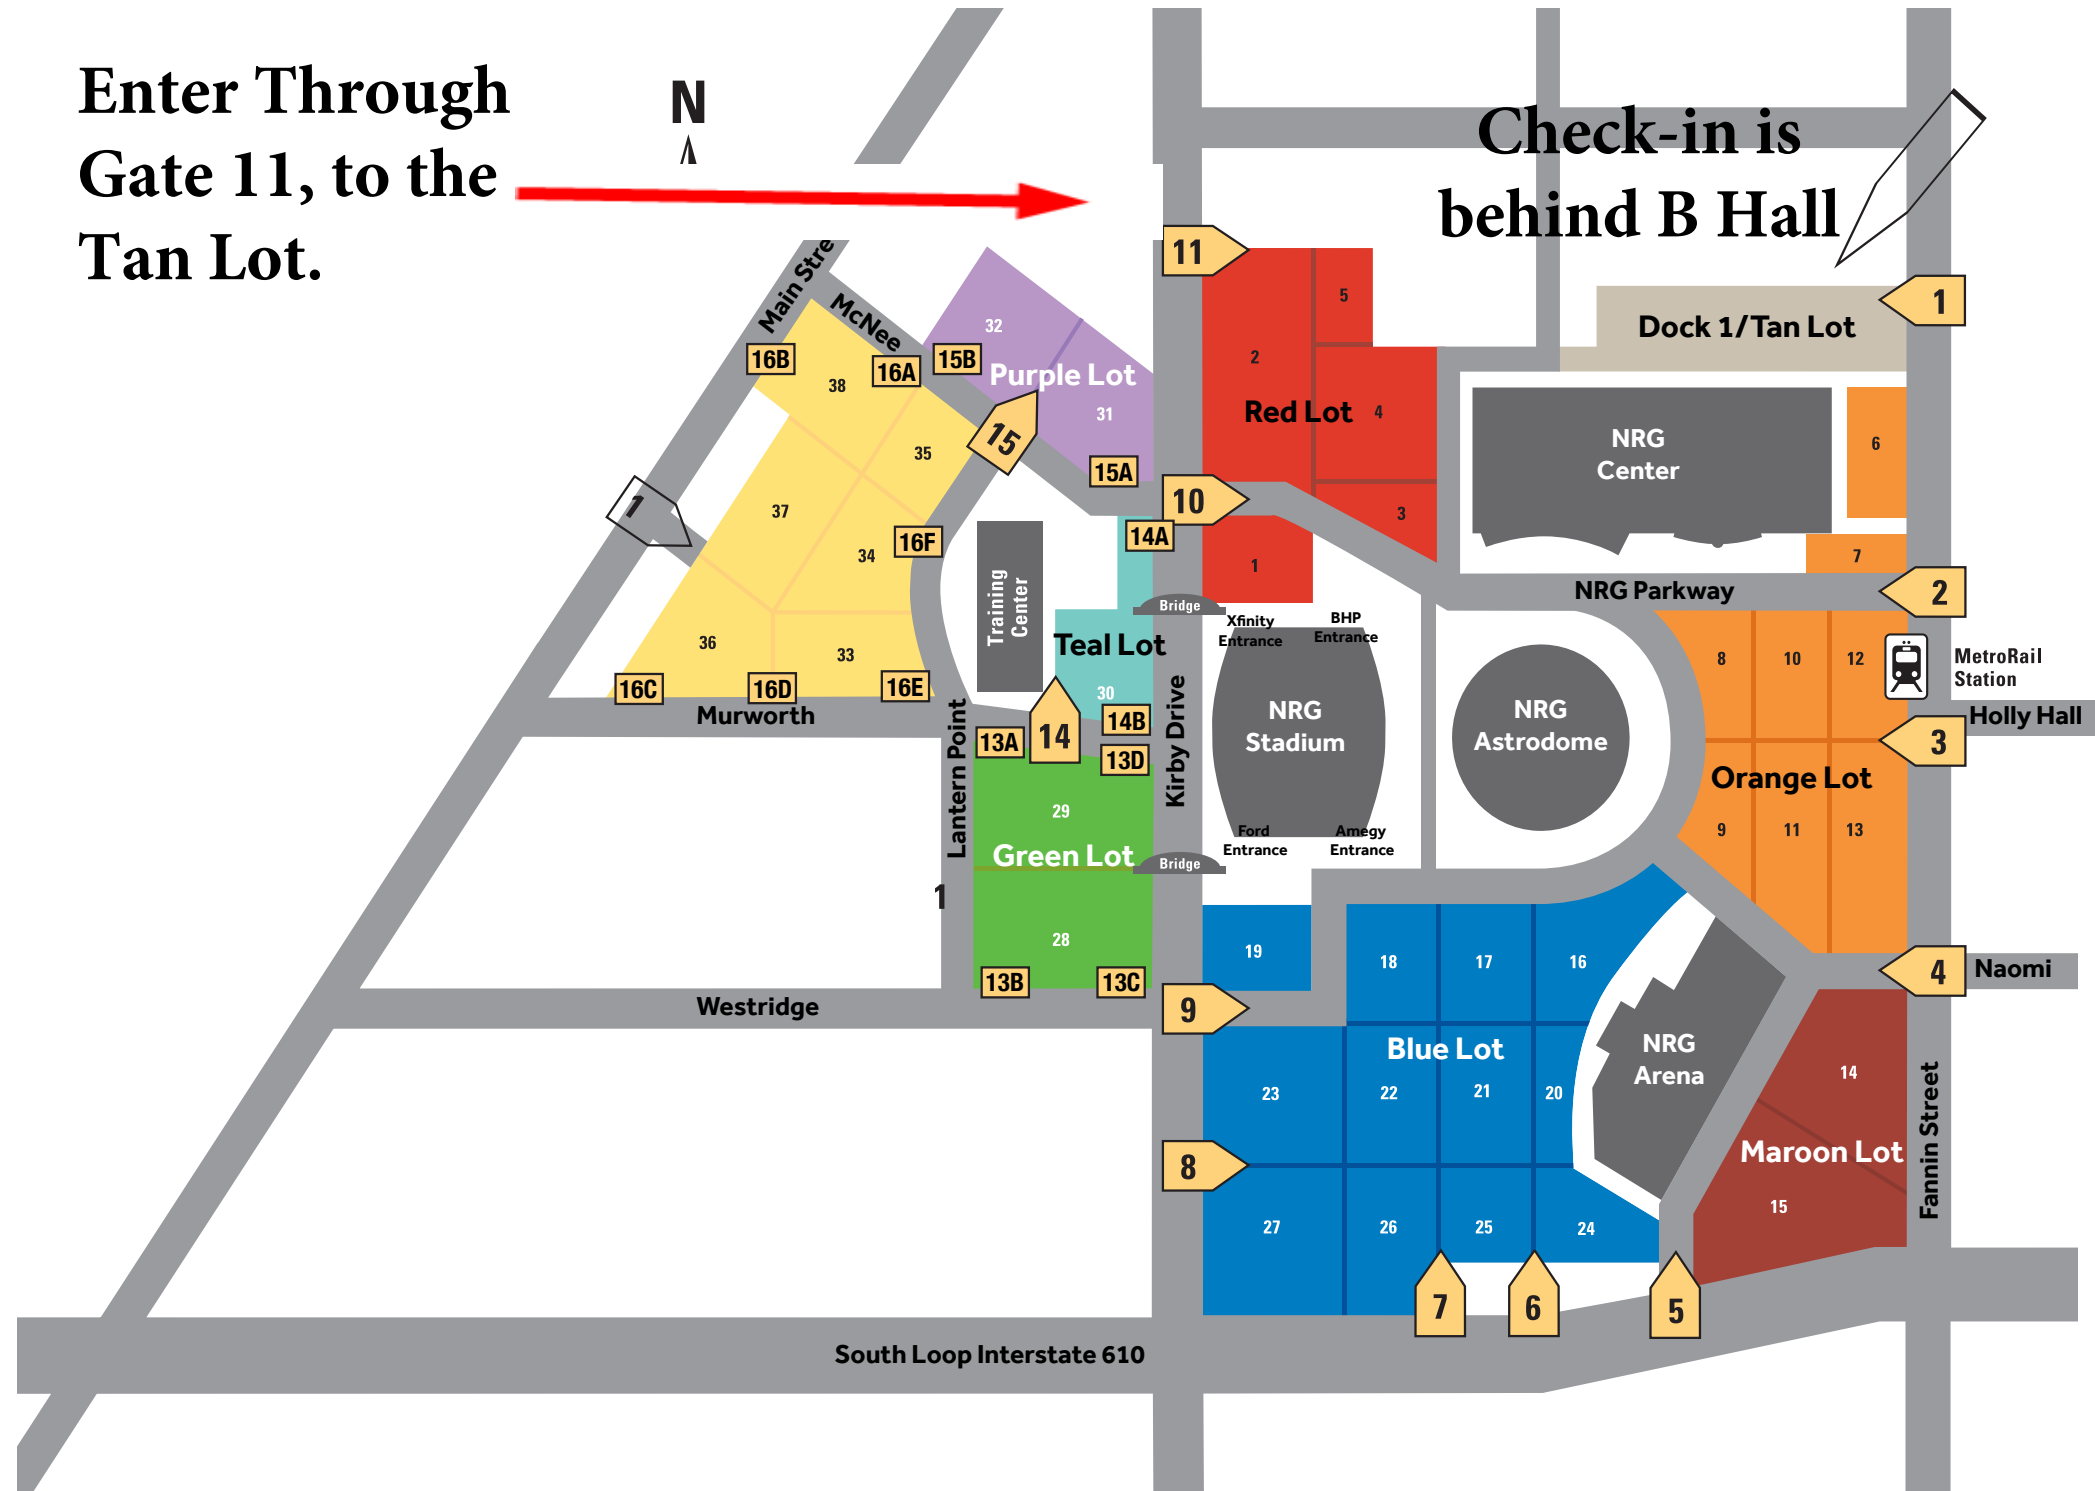 Enter Through
Gate 11, to the
Tan Lot.
N
Check-in is
behind B Hall
11
1
Dock 1/Tan Lot
Main Stre
McNee
16B
16A
15B
38
32
Purple Lot
31
15
15A
35
37
34
16F
36
33
16C
16D
16E
Murworth
1
5
2
Red Lot
4
3
10
1
NRG
Center
6
7
NRG Parkway
2
14A
Training
Center
Bridge
Teal Lot
30
14
14B
13A
13D
Xfinity
Entrance
BHP
Entrance
NRG
Stadium
Ford
Entrance
Amegy
Entrance
NRG
Astrodome
8
10
12
MetroRail
Station
Holly Hall
3
Orange Lot
9
11
13
Kirby Drive
Lantern Point
1
29
Green Lot
Bridge
28
13B
13C
Westridge
9
19
18
17
16
4
Naomi
Blue Lot
NRG
Arena
23
22
21
20
14
Maroon Lot
15
Fannin Street
8
27
26
25
24
7
6
5
South Loop Interstate 610